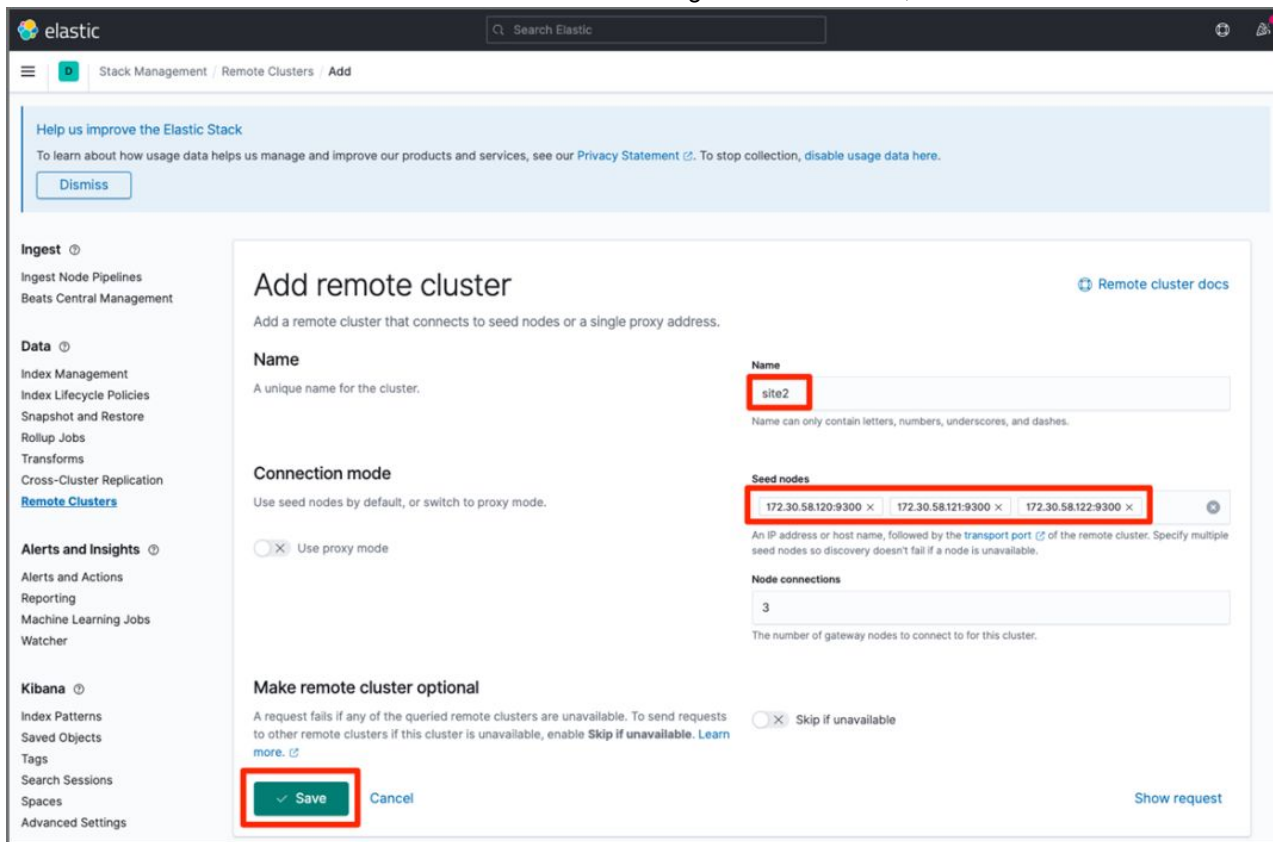 elastic
Search Elastic
D
Stack Management / Remote Clusters / Add
Help us improve the Elastic Stack
To learn about how usage data helps us manage and improve our products and services, see our Privacy Statement. To stop collection, disable usage data here.
Dismiss
Ingest
Ingest Node Pipelines
Beats Central Management
Data
Index Management
Index Lifecycle Policies
Snapshot and Restore
Rollup Jobs
Transforms
Cross-Cluster Replication
Remote Clusters
Alerts and Insights
Alerts and Actions
Reporting
Machine Learning Jobs
Watcher
Kibana
Index Patterns
Saved Objects
Tags
Search Sessions
Spaces
Advanced Settings
Add remote cluster
Remote cluster docs
Add a remote cluster that connects to seed nodes or a single proxy address.
Name
A unique name for the cluster.
Name
site2
Name can only contain letters, numbers, underscores, and dashes.
Connection mode
Use seed nodes by default, or switch to proxy mode.
Use proxy mode
Seed nodes
172.30.58.120:9300 × 172.30.58.121:9300 × 172.30.58.122:9300 ×
An IP address or host name, followed by the transport port of the remote cluster. Specify multiple
seed nodes so discovery doesn't fail if a node is unavailable.
Node connections
3
The number of gateway nodes to connect to for this cluster.
Make remote cluster optional
A request fails if any of the queried remote clusters are unavailable. To send requests
to other remote clusters if this cluster is unavailable, enable Skip if unavailable. Learn
more.
Skip if unavailable
Save
Cancel
Show request